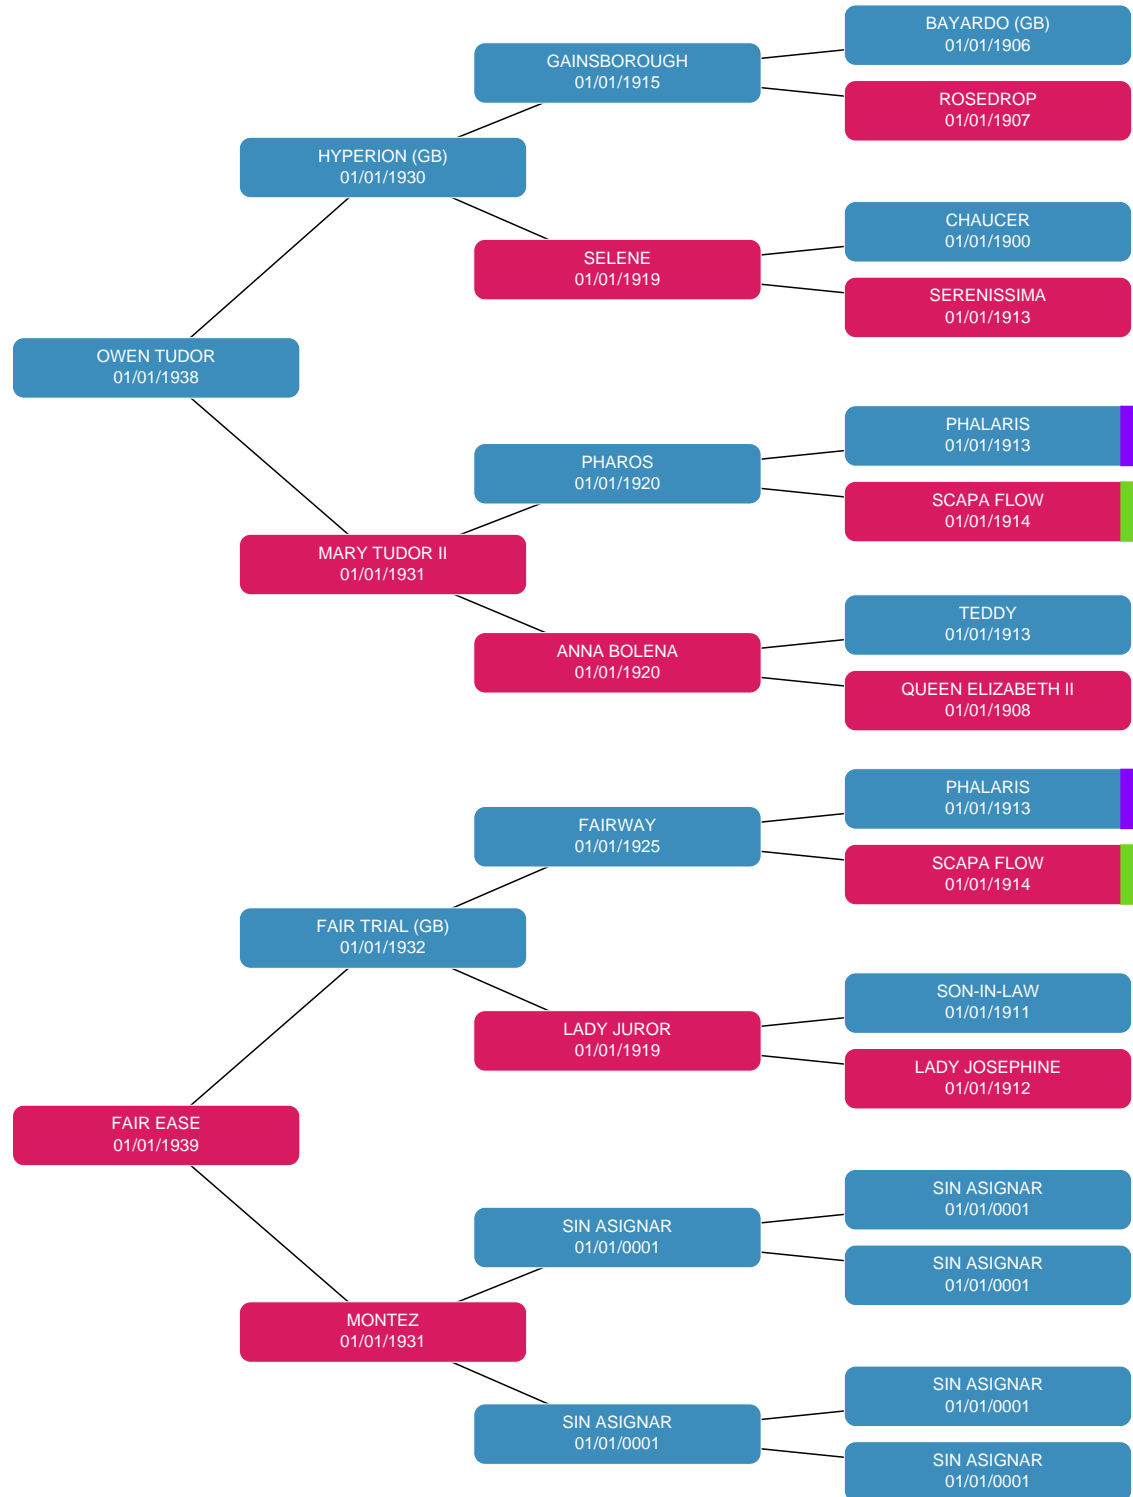 BAYARDO (GB)
01/01/1906
GAINSBOROUGH
01/01/1915
ROSEDROP
01/01/1907
HYPERION (GB)
01/01/1930
CHAUCER
01/01/1900
SELENE
01/01/1919
SERENISSIMA
01/01/1913
OWEN TUDOR
01/01/1938
PHALARIS
01/01/1913
PHAROS
01/01/1920
SCAPA FLOW
01/01/1914
MARY TUDOR II
01/01/1931
TEDDY
01/01/1913
ANNA BOLENA
01/01/1920
QUEEN ELIZABETH II
01/01/1908
PHALARIS
01/01/1913
FAIRWAY
01/01/1925
SCAPA FLOW
01/01/1914
FAIR TRIAL (GB)
01/01/1932
SON-IN-LAW
01/01/1911
LADY JUROR
01/01/1919
LADY JOSEPHINE
01/01/1912
FAIR EASE
01/01/1939
SIN ASIGNAR
01/01/0001
SIN ASIGNAR
01/01/0001
SIN ASIGNAR
01/01/0001
MONTEZ
01/01/1931
SIN ASIGNAR
01/01/0001
SIN ASIGNAR
01/01/0001
SIN ASIGNAR
01/01/0001